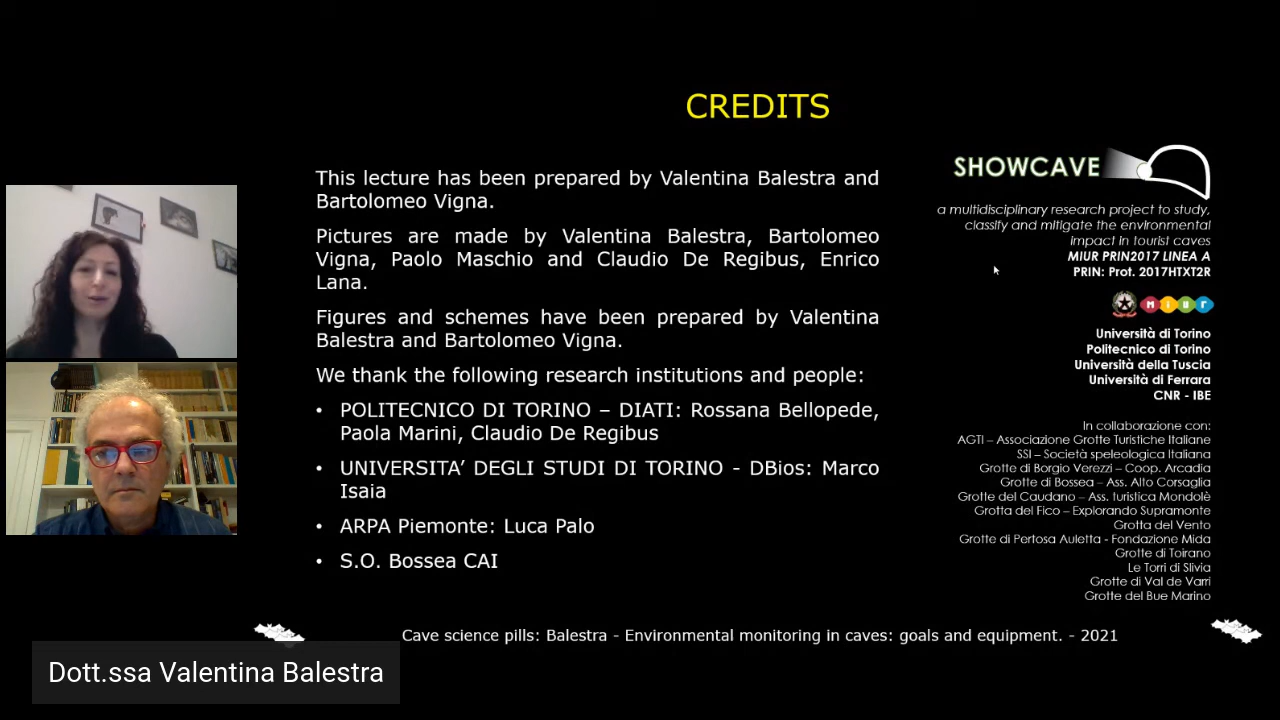 CREDITS
This lecture has been prepared by Valentina Balestra and
Bartolomeo Vigna.
Pictures are made by Valentina Balestra, Bartolomeo
Vigna, Paolo Maschio and Claudio De Regibus, Enrico
Lana.
Figures and schemes have been prepared by Valentina
Balestra and Bartolomeo Vigna.
We thank the following research institutions and people:
• POLITECNICO DI TORINO – DIATI: Rossana Bellopede,
Paola Marini, Claudio De Regibus
• UNIVERSITA’ DEGLI STUDI DI TORINO - DBios: Marco
Isaia
• ARPA Piemonte: Luca Palo
• S.O. Bossea CAI
SHOWCAVE
a multidisciplinary research project to study,
classify and mitigate the environmental
impact in tourist caves
MIUR PRIN2017 LINEA A
PRIN: Prot. 2017HTXT2R
MIUR
Università di Torino
Politecnico di Torino
Università della Tuscia
Università di Ferrara
CNR - IBE
In collaborazione con:
AGTI – Associazione Grotte Turistiche Italiane
SSI – Società speleologica Italiana
Grotte di Borgio Verezzi – Coop. Arcadia
Grotte di Bossea – Ass. Alto Corsaglia
Grotte del Caudano – Ass. turistica Mondolè
Grotta del Fico – Explorando Supramonte
Grotta del Vento
Grotte di Pertosa Auletta - Fondazione Mida
Grotte di Toirano
Le Torri di Slivia
Grotte di Val de Varri
Grotte del Bue Marino
Cave science pills: Balestra - Environmental monitoring in caves: goals and equipment. - 2021
Dott.ssa Valentina Balestra